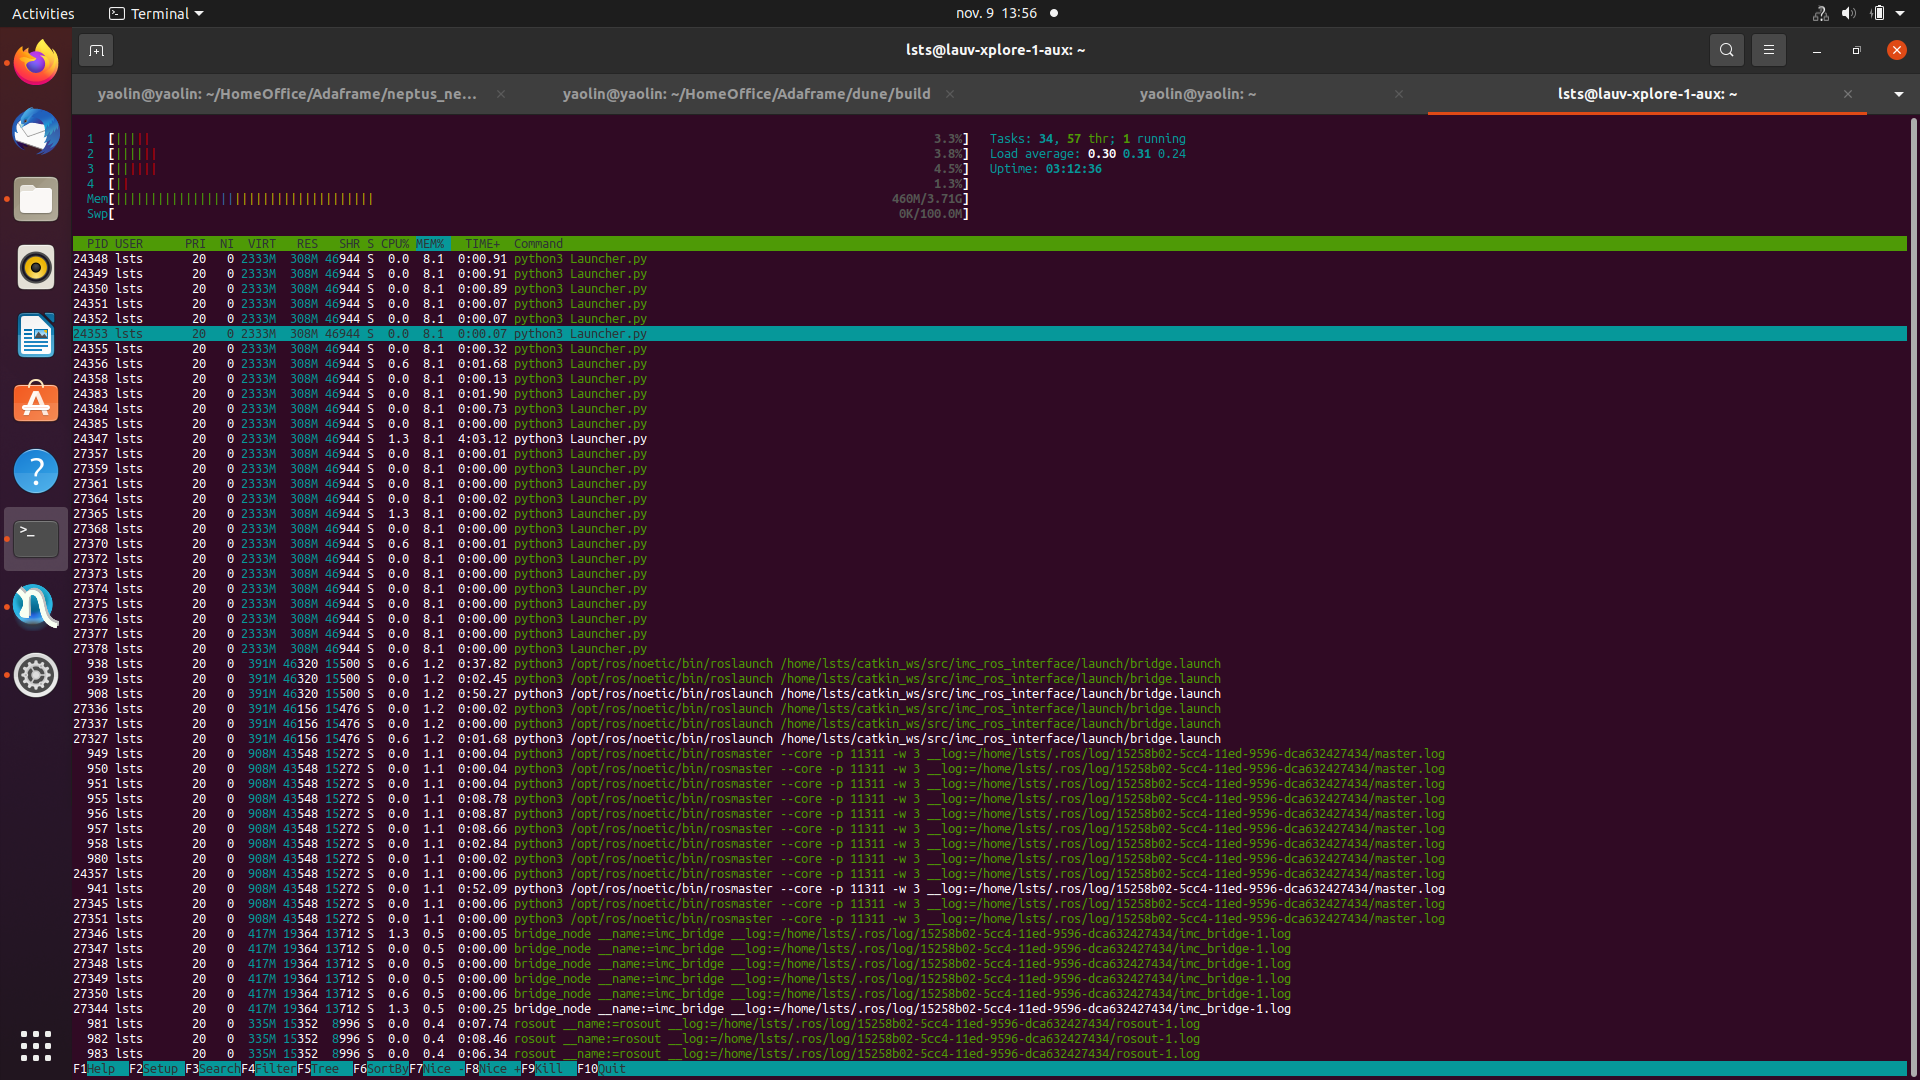 Activities Terminal nov. 9 13:56
lsts@lauv-xplore-1-aux: ~
yaolin@yaolin: ~/HomeOffice/Adaframe/neptus_ne... yaolin@yaolin: ~/HomeOffice/Adaframe/dune/build yaolin@yaolin: ~ lsts@lauv-xplore-1-aux: ~
1 [||||| 3.3%] Tasks: 34, 57 thr; 1 running
2 [|||||| 3.8%] Load average: 0.30 0.31 0.24
3 [|||||| 4.5%] Uptime: 03:12:36
4 [|| 1.3%]
Mem[||||||||||||||||||||||||||||||||||||| 460M/3.71G]
Swp[ 0K/100.0M]
PID USER PRI NI VIRT RES SHR S CPU% MEM% TIME+ Command
24348 lsts 20 0 2333M 308M 46944 S 0.0 8.1 0:00.91 python3 Launcher.py
24349 lsts 20 0 2333M 308M 46944 S 0.0 8.1 0:00.91 python3 Launcher.py
24350 lsts 20 0 2333M 308M 46944 S 0.0 8.1 0:00.89 python3 Launcher.py
24351 lsts 20 0 2333M 308M 46944 S 0.0 8.1 0:00.07 python3 Launcher.py
24352 lsts 20 0 2333M 308M 46944 S 0.0 8.1 0:00.07 python3 Launcher.py
24353 lsts 20 0 2333M 308M 46944 S 0.0 8.1 0:00.07 python3 Launcher.py
24355 lsts 20 0 2333M 308M 46944 S 0.0 8.1 0:00.32 python3 Launcher.py
24356 lsts 20 0 2333M 308M 46944 S 0.6 8.1 0:01.68 python3 Launcher.py
24358 lsts 20 0 2333M 308M 46944 S 0.0 8.1 0:00.13 python3 Launcher.py
24383 lsts 20 0 2333M 308M 46944 S 0.0 8.1 0:01.90 python3 Launcher.py
24384 lsts 20 0 2333M 308M 46944 S 0.0 8.1 0:00.73 python3 Launcher.py
24385 lsts 20 0 2333M 308M 46944 S 0.0 8.1 0:00.00 python3 Launcher.py
24347 lsts 20 0 2333M 308M 46944 S 1.3 8.1 4:03.12 python3 Launcher.py
27357 lsts 20 0 2333M 308M 46944 S 0.0 8.1 0:00.01 python3 Launcher.py
27359 lsts 20 0 2333M 308M 46944 S 0.0 8.1 0:00.00 python3 Launcher.py
27361 lsts 20 0 2333M 308M 46944 S 0.0 8.1 0:00.00 python3 Launcher.py
27364 lsts 20 0 2333M 308M 46944 S 0.0 8.1 0:00.02 python3 Launcher.py
27365 lsts 20 0 2333M 308M 46944 S 1.3 8.1 0:00.02 python3 Launcher.py
27368 lsts 20 0 2333M 308M 46944 S 0.0 8.1 0:00.00 python3 Launcher.py
27370 lsts 20 0 2333M 308M 46944 S 0.6 8.1 0:00.01 python3 Launcher.py
27372 lsts 20 0 2333M 308M 46944 S 0.0 8.1 0:00.00 python3 Launcher.py
27373 lsts 20 0 2333M 308M 46944 S 0.0 8.1 0:00.00 python3 Launcher.py
27374 lsts 20 0 2333M 308M 46944 S 0.0 8.1 0:00.00 python3 Launcher.py
27375 lsts 20 0 2333M 308M 46944 S 0.0 8.1 0:00.00 python3 Launcher.py
27376 lsts 20 0 2333M 308M 46944 S 0.0 8.1 0:00.00 python3 Launcher.py
27377 lsts 20 0 2333M 308M 46944 S 0.0 8.1 0:00.00 python3 Launcher.py
27378 lsts 20 0 2333M 308M 46944 S 0.0 8.1 0:00.00 python3 Launcher.py
938 lsts 20 0 391M 46320 15500 S 0.6 1.2 0:37.82 python3 /opt/ros/noetic/bin/roslaunch /home/lsts/catkin_ws/src/imc_ros_interface/launch/bridge.launch
939 lsts 20 0 391M 46320 15500 S 0.0 1.2 0:02.45 python3 /opt/ros/noetic/bin/roslaunch /home/lsts/catkin_ws/src/imc_ros_interface/launch/bridge.launch
908 lsts 20 0 391M 46320 15500 S 0.0 1.2 0:50.27 python3 /opt/ros/noetic/bin/roslaunch /home/lsts/catkin_ws/src/imc_ros_interface/launch/bridge.launch
27336 lsts 20 0 391M 46156 15476 S 0.0 1.2 0:00.02 python3 /opt/ros/noetic/bin/roslaunch /home/lsts/catkin_ws/src/imc_ros_interface/launch/bridge.launch
27337 lsts 20 0 391M 46156 15476 S 0.0 1.2 0:00.00 python3 /opt/ros/noetic/bin/roslaunch /home/lsts/catkin_ws/src/imc_ros_interface/launch/bridge.launch
27327 lsts 20 0 391M 46156 15476 S 0.6 1.2 0:01.68 python3 /opt/ros/noetic/bin/roslaunch /home/lsts/catkin_ws/src/imc_ros_interface/launch/bridge.launch
949 lsts 20 0 908M 43548 15272 S 0.0 1.1 0:00.04 python3 /opt/ros/noetic/bin/rosmaster --core -p 11311 -w 3 __log:=/home/lsts/.ros/log/15258b02-5cc4-11ed-9596-dca632427434/master.log
950 lsts 20 0 908M 43548 15272 S 0.0 1.1 0:00.04 python3 /opt/ros/noetic/bin/rosmaster --core -p 11311 -w 3 __log:=/home/lsts/.ros/log/15258b02-5cc4-11ed-9596-dca632427434/master.log
951 lsts 20 0 908M 43548 15272 S 0.0 1.1 0:00.04 python3 /opt/ros/noetic/bin/rosmaster --core -p 11311 -w 3 __log:=/home/lsts/.ros/log/15258b02-5cc4-11ed-9596-dca632427434/master.log
955 lsts 20 0 908M 43548 15272 S 0.0 1.1 0:08.78 python3 /opt/ros/noetic/bin/rosmaster --core -p 11311 -w 3 __log:=/home/lsts/.ros/log/15258b02-5cc4-11ed-9596-dca632427434/master.log
956 lsts 20 0 908M 43548 15272 S 0.0 1.1 0:08.87 python3 /opt/ros/noetic/bin/rosmaster --core -p 11311 -w 3 __log:=/home/lsts/.ros/log/15258b02-5cc4-11ed-9596-dca632427434/master.log
957 lsts 20 0 908M 43548 15272 S 0.0 1.1 0:08.66 python3 /opt/ros/noetic/bin/rosmaster --core -p 11311 -w 3 __log:=/home/lsts/.ros/log/15258b02-5cc4-11ed-9596-dca632427434/master.log
958 lsts 20 0 908M 43548 15272 S 0.0 1.1 0:02.84 python3 /opt/ros/noetic/bin/rosmaster --core -p 11311 -w 3 __log:=/home/lsts/.ros/log/15258b02-5cc4-11ed-9596-dca632427434/master.log
980 lsts 20 0 908M 43548 15272 S 0.0 1.1 0:00.02 python3 /opt/ros/noetic/bin/rosmaster --core -p 11311 -w 3 __log:=/home/lsts/.ros/log/15258b02-5cc4-11ed-9596-dca632427434/master.log
24357 lsts 20 0 908M 43548 15272 S 0.0 1.1 0:00.06 python3 /opt/ros/noetic/bin/rosmaster --core -p 11311 -w 3 __log:=/home/lsts/.ros/log/15258b02-5cc4-11ed-9596-dca632427434/master.log
941 lsts 20 0 908M 43548 15272 S 0.0 1.1 0:52.09 python3 /opt/ros/noetic/bin/rosmaster --core -p 11311 -w 3 __log:=/home/lsts/.ros/log/15258b02-5cc4-11ed-9596-dca632427434/master.log
27345 lsts 20 0 908M 43548 15272 S 0.0 1.1 0:00.06 python3 /opt/ros/noetic/bin/rosmaster --core -p 11311 -w 3 __log:=/home/lsts/.ros/log/15258b02-5cc4-11ed-9596-dca632427434/master.log
27351 lsts 20 0 908M 43548 15272 S 0.0 1.1 0:00.00 python3 /opt/ros/noetic/bin/rosmaster --core -p 11311 -w 3 __log:=/home/lsts/.ros/log/15258b02-5cc4-11ed-9596-dca632427434/master.log
27346 lsts 20 0 417M 19364 13712 S 1.3 0.5 0:00.05 bridge_node __name:=imc_bridge __log:=/home/lsts/.ros/log/15258b02-5cc4-11ed-9596-dca632427434/imc_bridge-1.log
27347 lsts 20 0 417M 19364 13712 S 0.0 0.5 0:00.00 bridge_node __name:=imc_bridge __log:=/home/lsts/.ros/log/15258b02-5cc4-11ed-9596-dca632427434/imc_bridge-1.log
27348 lsts 20 0 417M 19364 13712 S 0.0 0.5 0:00.00 bridge_node __name:=imc_bridge __log:=/home/lsts/.ros/log/15258b02-5cc4-11ed-9596-dca632427434/imc_bridge-1.log
27349 lsts 20 0 417M 19364 13712 S 0.0 0.5 0:00.00 bridge_node __name:=imc_bridge __log:=/home/lsts/.ros/log/15258b02-5cc4-11ed-9596-dca632427434/imc_bridge-1.log
27350 lsts 20 0 417M 19364 13712 S 0.6 0.5 0:00.06 bridge_node __name:=imc_bridge __log:=/home/lsts/.ros/log/15258b02-5cc4-11ed-9596-dca632427434/imc_bridge-1.log
27344 lsts 20 0 417M 19364 13712 S 1.3 0.5 0:00.25 bridge_node __name:=imc_bridge __log:=/home/lsts/.ros/log/15258b02-5cc4-11ed-9596-dca632427434/imc_bridge-1.log
981 lsts 20 0 335M 15352 8996 S 0.0 0.4 0:07.74 rosout __name:=rosout __log:=/home/lsts/.ros/log/15258b02-5cc4-11ed-9596-dca632427434/rosout-1.log
982 lsts 20 0 335M 15352 8996 S 0.0 0.4 0:08.46 rosout __name:=rosout __log:=/home/lsts/.ros/log/15258b02-5cc4-11ed-9596-dca632427434/rosout-1.log
983 lsts 20 0 335M 15352 8996 S 0.0 0.4 0:06.34 rosout __name:=rosout __log:=/home/lsts/.ros/log/15258b02-5cc4-11ed-9596-dca632427434/rosout-1.log
F1Help F2Setup F3SearchF4FilterF5Tree F6SortByF7Nice -F8Nice +F9Kill F10Quit